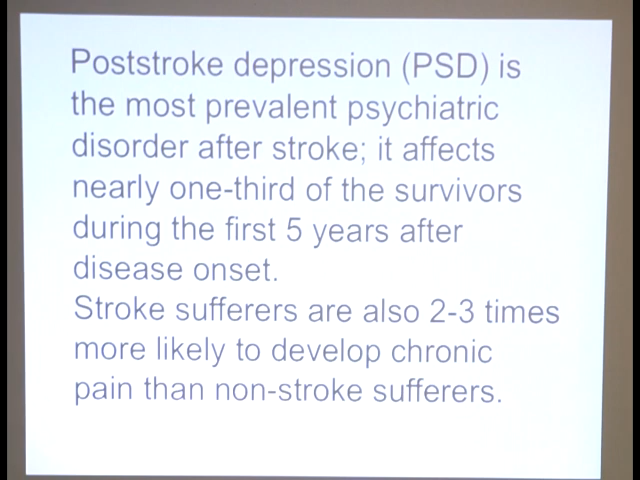 Poststroke depression (PSD) is
the most prevalent psychiatric
disorder after stroke; it affects
nearly one-third of the survivors
during the first 5 years after
disease onset.
Stroke sufferers are also 2-3 times
more likely to develop chronic
pain than non-stroke sufferers.